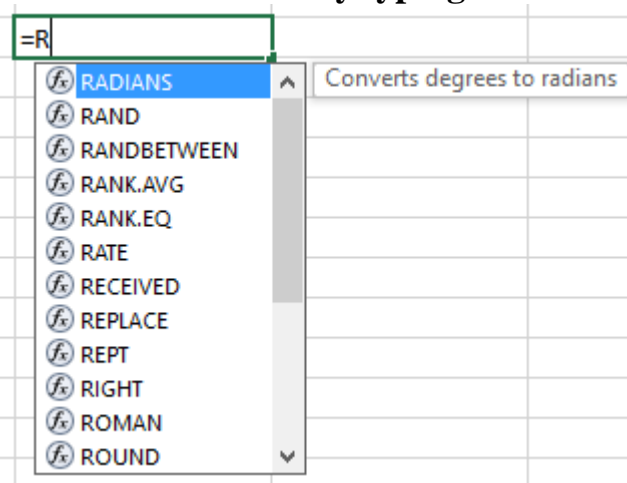 =R
RADIANS Converts degrees to radians
RAND
RANDBETWEEN
RANK.AVG
RANK.EQ
RATE
RECEIVED
REPLACE
REPT
RIGHT
ROMAN
ROUND